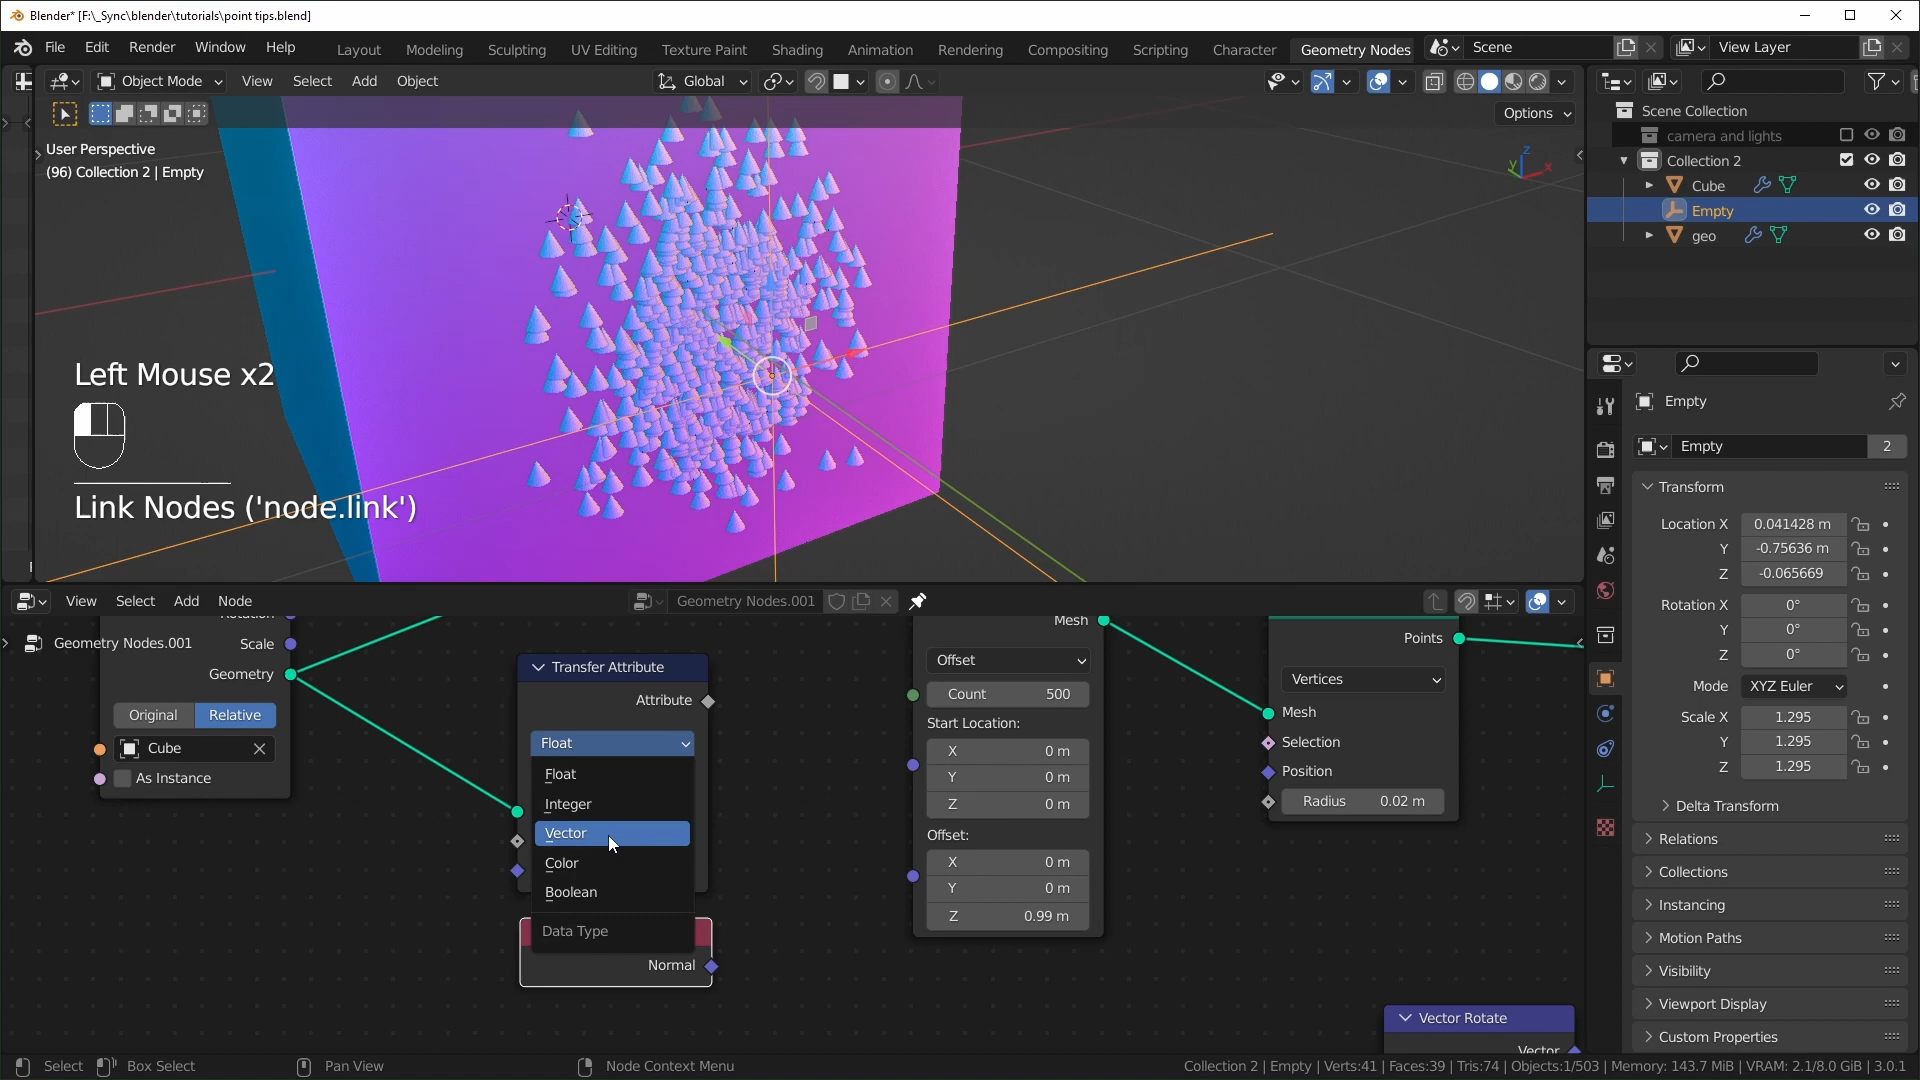 Blender* [F:\_Sync\blender\tutorials\point tips.blend]
File Edit Render Window Help
Layout Modeling Sculpting UV Editing Texture Paint Shading Animation Rendering Compositing Scripting Character Geometry Nodes
Scene
View Layer
Object Mode View Select Add Object
Global
Options
User Perspective
(96) Collection 2 | Empty
Z
X
Y
Left Mouse x2
Link Nodes ('node.link')
Scene Collection
camera and lights
Collection 2
Cube
Empty
geo
Empty
Empty 2
Transform
Location X 0.041428 m
Y -0.75636 m
Z -0.065669
Rotation X 0°
Y 0°
Z 0°
Mode XYZ Euler
Scale X 1.295
Y 1.295
Z 1.295
Delta Transform
Relations
Collections
Instancing
Motion Paths
Visibility
Viewport Display
Custom Properties
View Select Add Node
Geometry Nodes.001
Geometry Nodes.001
Rotation
Scale
Geometry
Original Relative
Cube
As Instance
Transfer Attribute
Attribute
Float
Float
Integer
Vector
Color
Boolean
Data Type
Normal
Mesh
Offset
Count 500
Start Location:
X 0 m
Y 0 m
Z 0 m
Offset:
X 0 m
Y 0 m
Z 0.99 m
Points
Vertices
Mesh
Selection
Position
Radius 0.02 m
Vector Rotate
Vector
Select Box Select Pan View Node Context Menu
Collection 2 | Empty | Verts:41 | Faces:39 | Tris:74 | Objects:1/503 | Memory: 143.7 MiB | VRAM: 2.1/8.0 GiB | 3.0.1